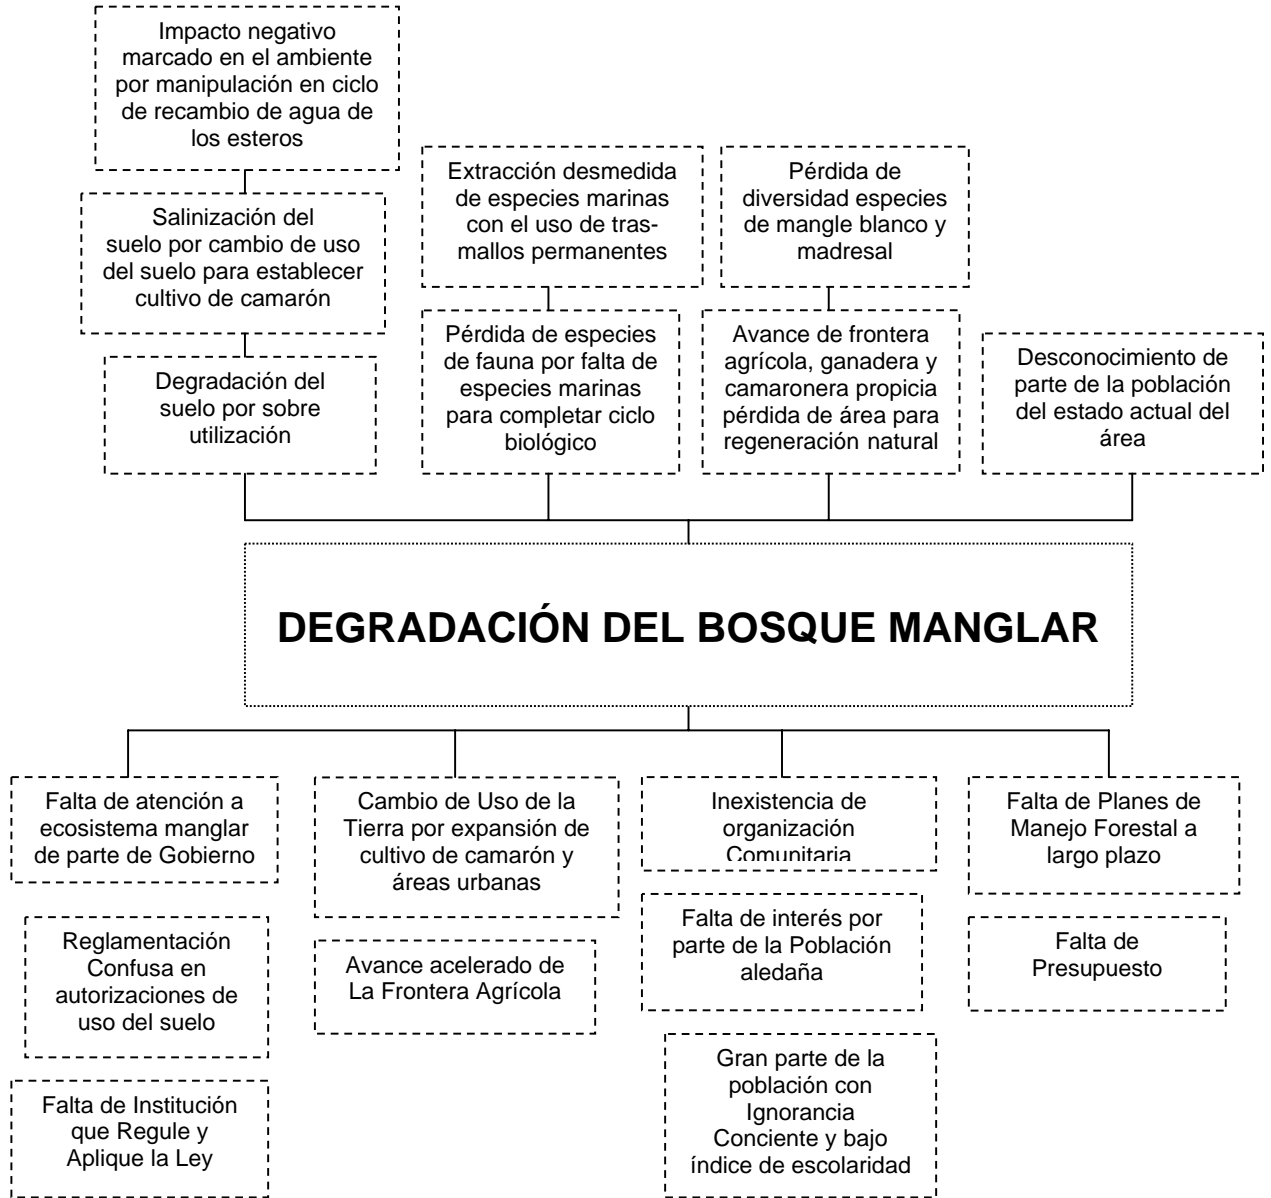 Impacto negativo
marcado en el ambiente
por manipulación en ciclo
de recambio de agua de
los esteros
Salinización del
suelo por cambio de uso
del suelo para establecer
cultivo de camarón
Degradación del
suelo por sobre
utilización
Extracción desmedida
de especies marinas
con el uso de tras-
mallos permanentes
Pérdida de especies
de fauna por falta de
especies marinas
para completar ciclo
biológico
Pérdida de
diversidad especies
de mangle blanco y
madresal
Avance de frontera
agrícola, ganadera y
camaronera propicia
pérdida de área para
regeneración natural
Desconocimiento de
parte de la población
del estado actual del
área
DEGRADACIÓN DEL BOSQUE MANGLAR
Falta de atención a
ecosistema manglar
de parte de Gobierno
Reglamentación
Confusa en
autorizaciones de
uso del suelo
Falta de Institución
que Regule y
Aplique la Ley
Cambio de Uso de la
Tierra por expansión de
cultivo de camarón y
áreas urbanas
Avance acelerado de
La Frontera Agrícola
Inexistencia de
organización
Comunitaria
Falta de interés por
parte de la Población
aledaña
Gran parte de la
población con
Ignorancia
Conciente y bajo
índice de escolaridad
Falta de Planes de
Manejo Forestal a
largo plazo
Falta de
Presupuesto